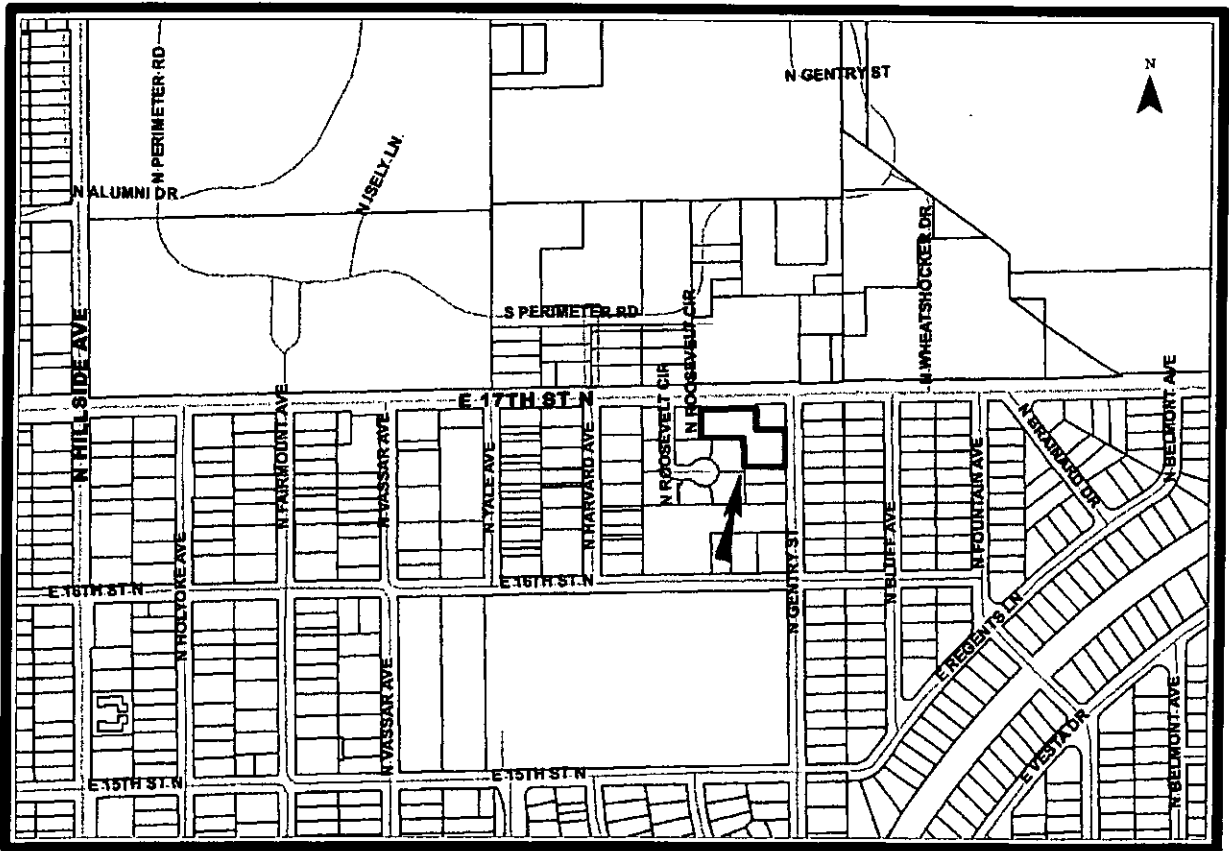 N PERIMETER RD
N GENTRY ST
N
N ALUMNI DR
N ISELY LN.
N WHEATSHOCKER DR
S PERIMETER RD
N ROOSEVELT CIR
N HILLSIDE AVE
E 17TH ST N
N ROOSEVELT CIR
N FAIRMOUNT AVE
N VASSAR AVE
N YALE AVE
N HARVARD AVE
N BRAINARD DR
N BELMONT AVE
N FOUNTAIN AVE
N BLUFF AVE
N HOLYOKE AVE
N GENTRY ST
E 16TH ST N
E 16TH ST N
E REGENTS LN
N VASSAR AVE
E VESTA DR
N BELMONT AVE
E 15TH ST N
E 15TH ST N